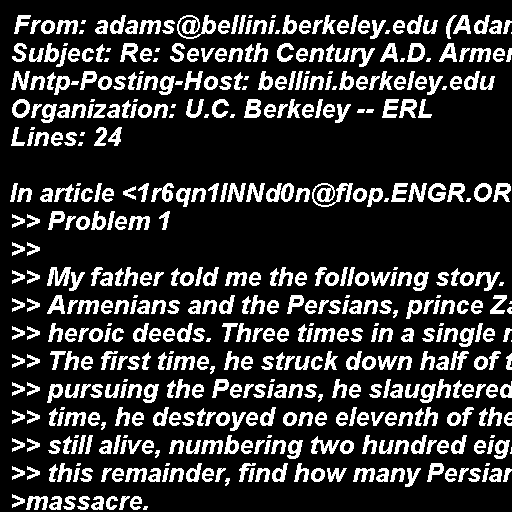 From: adams@bellini.berkeley.edu (Adam
Subject: Re: Seventh Century A.D. Armen
Nntp-Posting-Host: bellini.berkeley.edu
Organization: U.C. Berkeley -- ERL
Lines: 24

In article <1r6qn1INNd0n@flop.ENGR.OR
>> Problem 1
>>
>> My father told me the following story.
>> Armenians and the Persians, prince Za
>> heroic deeds. Three times in a single m
>> The first time, he struck down half of t
>> pursuing the Persians, he slaughtered
>> time, he destroyed one eleventh of the
>> still alive, numbering two hundred eigh
>> this remainder, find how many Persian
>massacre.